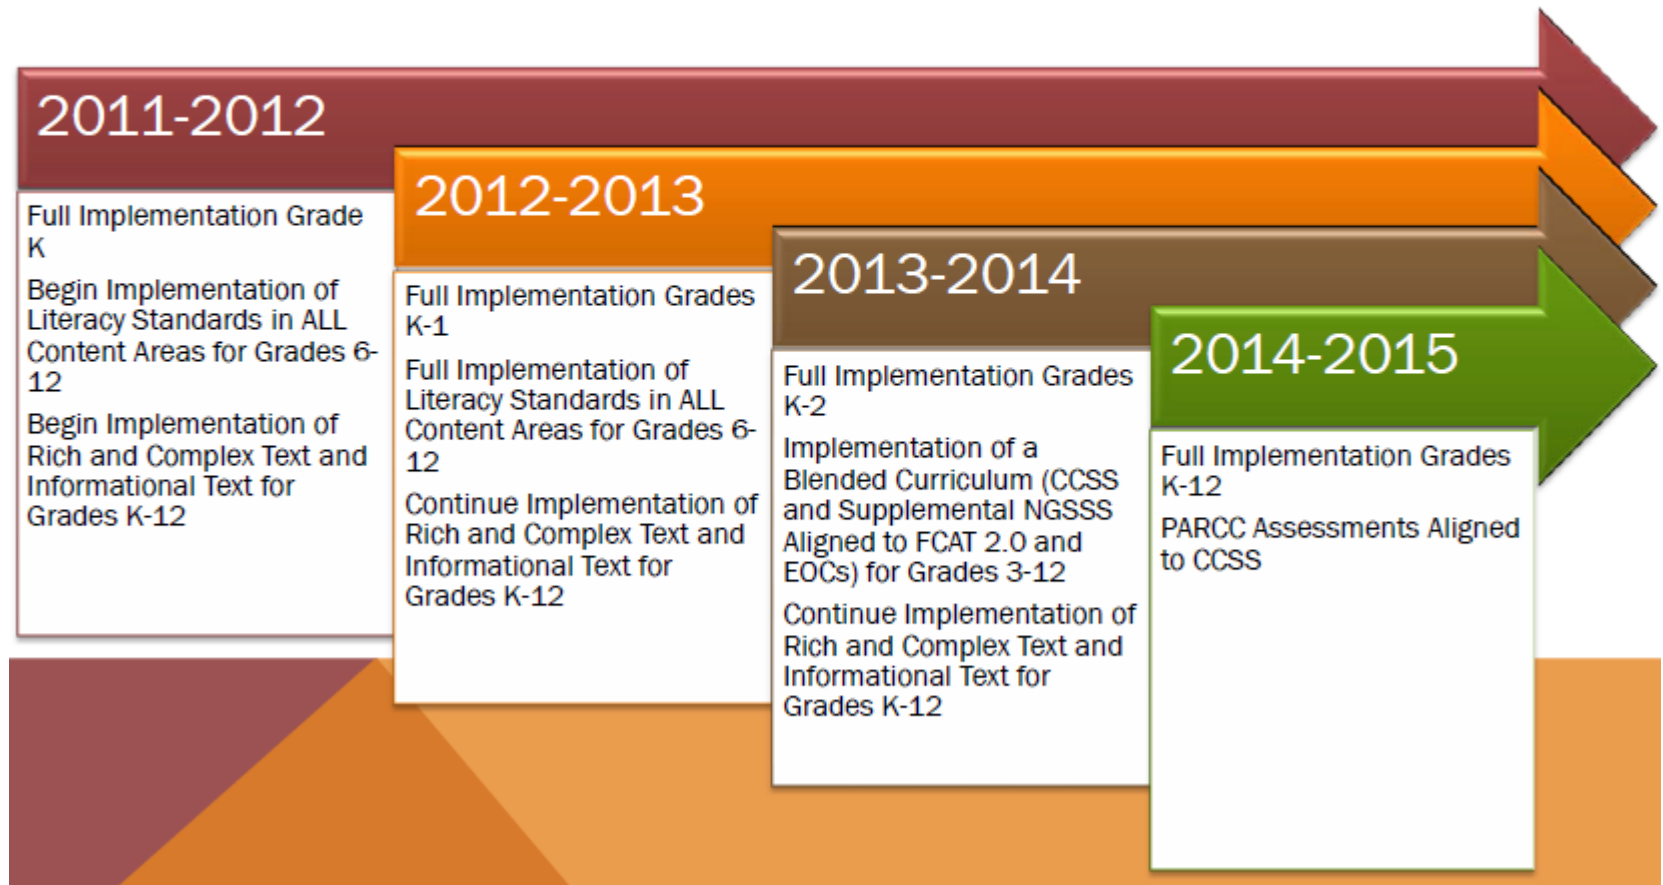 2011-2012
Full Implementation Grade
K
Begin Implementation of
Literacy Standards in ALL
Content Areas for Grades 6-
12
Begin Implementation of
Rich and Complex Text and
Informational Text for
Grades K-12
2012-2013
Full Implementation Grades
K-1
Full Implementation of
Literacy Standards in ALL
Content Areas for Grades 6-
12
Continue Implementation of
Rich and Complex Text and
Informational Text for
Grades K-12
2013-2014
Full Implementation Grades
K-2
Implementation of a
Blended Curriculum (CCSS
and Supplemental NGSSS
Aligned to FCAT 2.0 and
EOCs) for Grades 3-12
Continue Implementation of
Rich and Complex Text and
Informational Text for
Grades K-12
2014-2015
Full Implementation Grades
K-12
PARCC Assessments Aligned
to CCSS